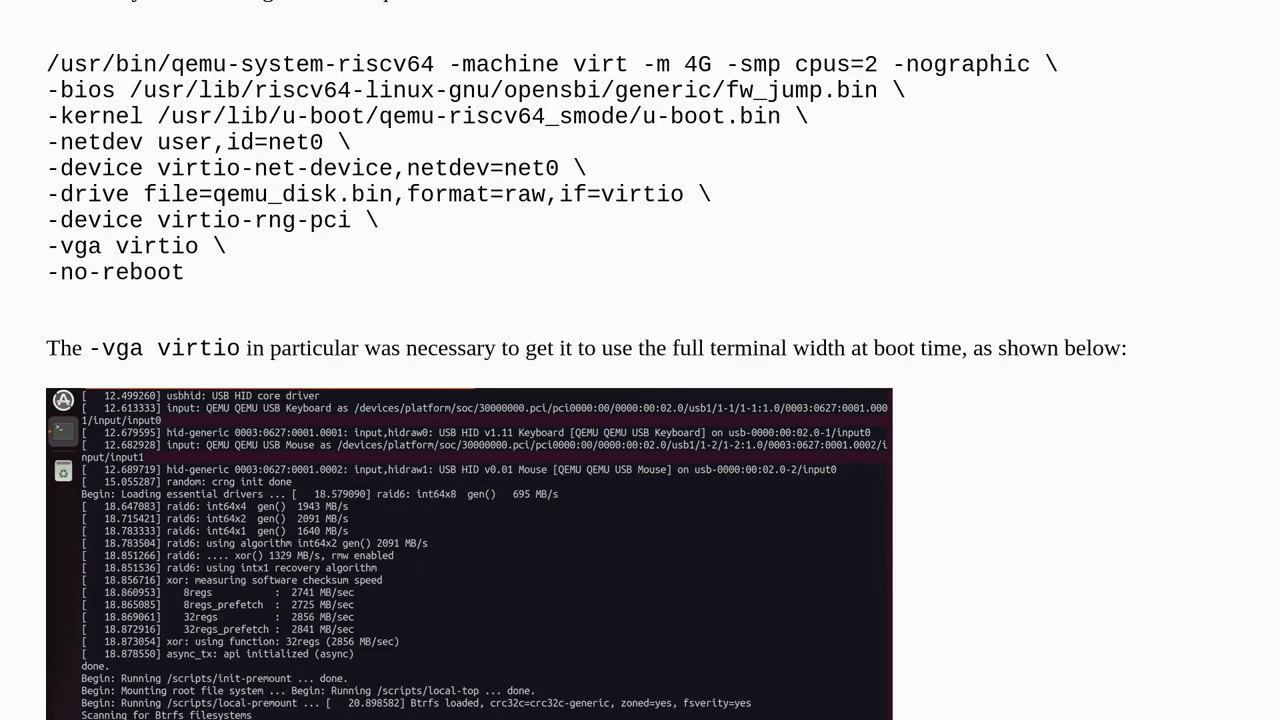 /usr/bin/qemu-system-riscv64 -machine virt -m 4G -smp cpus=2 -nographic \
-bios /usr/lib/riscv64-linux-gnu/opensbi/generic/fw_jump.bin \
-kernel /usr/lib/u-boot/qemu-riscv64_smode/u-boot.bin \
-netdev user,id=net0 \
-device virtio-net-device,netdev=net0 \
-drive file=qemu_disk.bin,format=raw,if=virtio \
-device virtio-rng-pci \
-vga virtio \
-no-reboot
The -vga virtio in particular was necessary to get it to use the full terminal width at boot time, as shown below:
[   12.499260] usbhid: USB HID core driver
[   12.613333] input: QEMU QEMU USB Keyboard as /devices/platform/soc/30000000.pci/pci0000:00/0000:00:02.0/usb1/1-1/1-1:1.0/0003:0627:0001.000
1/input/input0
[   12.679595] hid-generic 0003:0627:0001.0001: input,hidraw0: USB HID v1.11 Keyboard [QEMU QEMU USB Keyboard] on usb-0000:00:02.0-1/input0
[   12.682928] input: QEMU QEMU USB Mouse as /devices/platform/soc/30000000.pci/pci0000:00/0000:00:02.0/usb1/1-2/1-2:1.0/0003:0627:0001.0002/i
nput/input1
[   12.689719] hid-generic 0003:0627:0001.0002: input,hidraw1: USB HID v0.01 Mouse [QEMU QEMU USB Mouse] on usb-0000:00:02.0-2/input0
[   15.055287] random: crng init done
Begin: Loading essential drivers ... [   18.579090] raid6: int64x8  gen()   695 MB/s
[   18.647083] raid6: int64x4  gen()  1943 MB/s
[   18.715421] raid6: int64x2  gen()  2091 MB/s
[   18.783333] raid6: int64x1  gen()  1640 MB/s
[   18.783504] raid6: using algorithm int64x2 gen() 2091 MB/s
[   18.851266] raid6: .... xor() 1329 MB/s, rmw enabled
[   18.851536] raid6: using intx1 recovery algorithm
[   18.856716] xor: measuring software checksum speed
[   18.860953]    8regs           :  2741 MB/sec
[   18.865085]    8regs_prefetch  :  2725 MB/sec
[   18.869061]    32regs          :  2856 MB/sec
[   18.872916]    32regs_prefetch :  2841 MB/sec
[   18.873054] xor: using function: 32regs (2856 MB/sec)
[   18.878550] async_tx: api initialized (async)
done.
Begin: Running /scripts/init-premount ... done.
Begin: Mounting root file system ... Begin: Running /scripts/local-top ... done.
Begin: Running /scripts/local-premount ... [   20.898582] Btrfs loaded, crc32c=crc32c-generic, zoned=yes, fsverity=yes
Scanning for Btrfs filesystems